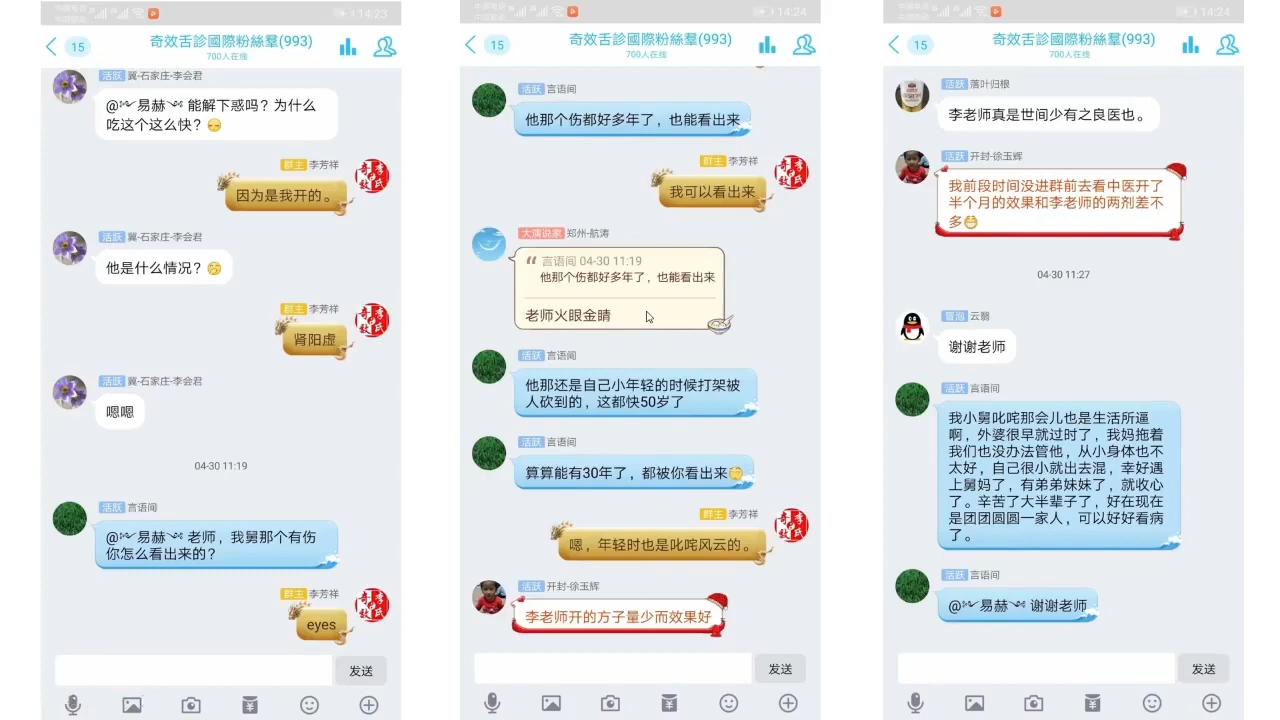 14:23
15
奇效舌診國際粉絲羣(993)
700人在线
活跃 冀-石家庄-李会君
@易赫 能解下惑吗？为什么
吃这个这么快？
群主 李芳祥
因为是我开的。
活跃 冀-石家庄-李会君
他是什么情况？
群主 李芳祥
肾阳虚
活跃 冀-石家庄-李会君
嗯嗯
04-30 11:19
活跃 言语间
@易赫 老师，我舅那个有伤
你怎么看出来的？
群主 李芳祥
eyes
发送
14:24
15
奇效舌診國際粉絲羣(993)
700人在线
活跃 言语间
他那个伤都好多年了，也能看出来
群主 李芳祥
我可以看出来
大演说家 郑州-航涛
言语间 04-30 11:19
他那个伤都好多年了，也能看出来
老师火眼金睛
活跃 言语间
他那还是自己小年轻的时候打架被
人砍到的，这都快50岁了
活跃 言语间
算算能有30年了，都被你看出来
群主 李芳祥
嗯，年轻时也是叱咤风云的。
活跃 开封-徐玉辉
李老师开的方子量少而效果好
发送
14:24
15
奇效舌診國際粉絲羣(993)
700人在线
活跃 落叶归根
李老师真是世间少有之良医也。
活跃 开封-徐玉辉
我前段时间没进群前去看中医开了
半个月的效果和李老师的两剂差不
多
04-30 11:27
冒泡 云翳
谢谢老师
活跃 言语间
我小舅叱咤那会儿也是生活所逼
啊，外婆很早就过时了，我妈拖着
我们也没办法管他，从小身体也不
太好，自己很小就出去混，幸好遇
上舅妈了，有弟弟妹妹了，就收心
了。辛苦了大半辈子了，好在现在
是团团圆圆一家人，可以好好看病
了。
活跃 言语间
@易赫 谢谢老师
发送